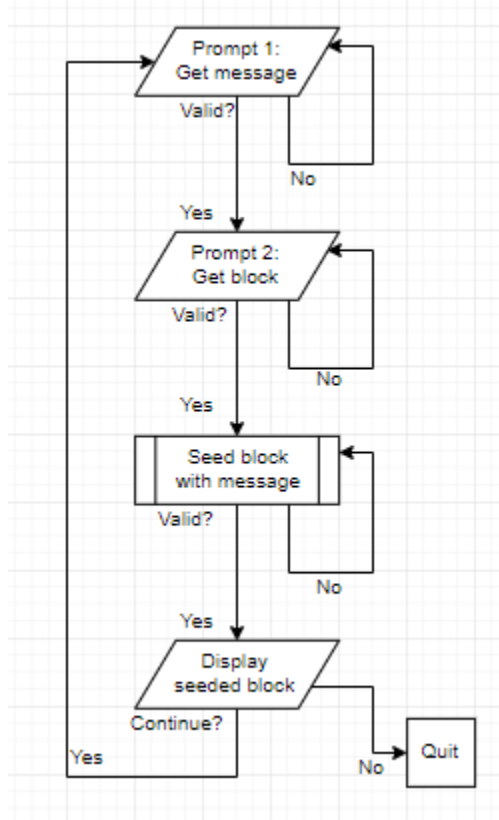 Prompt 1:
Get message
Valid?
No
Yes
Prompt 2:
Get block
Valid?
No
Yes
Seed block
with message
Valid?
No
Yes
Display
seeded block
Continue?
Yes
No
Quit